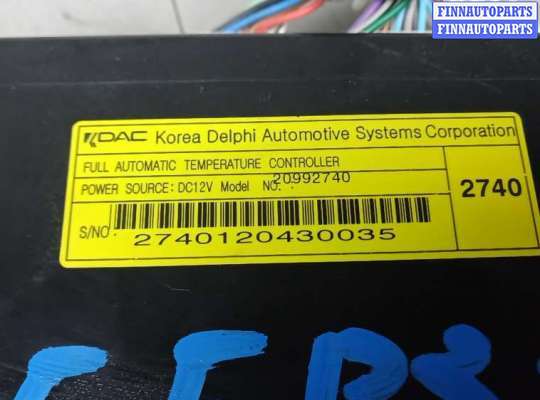 FINNAUTOPARTS
FINNAUTOPARTS
KDAC Korea Delphi Automotive Systems Corporation
FULL AUTOMATIC TEMPERATURE CONTROLLER
POWER SOURCE: DC12V Model NO. : 20992740
2740
S/NO :
2740120430035